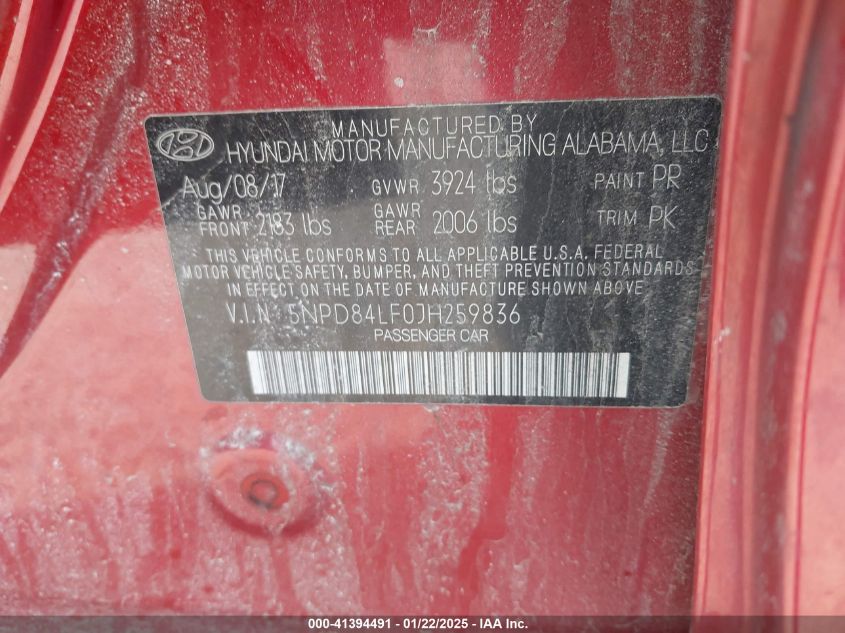 MANUFACTURED BY
HYUNDAI MOTOR MANUFACTURING ALABAMA, LLC
Aug/08/17 GVWR 3924 lbs PAINT PR
GAWR FRONT 2183 lbs GAWR REAR 2006 lbs TRIM PK
THIS VEHICLE CONFORMS TO ALL APPLICABLE U.S.A. FEDERAL
MOTOR VEHICLE SAFETY, BUMPER, AND THEFT PREVENTION STANDARDS
IN EFFECT ON THE DATE OF MANUFACTURE SHOWN ABOVE.
V.I.N : 5NPD84LF0JH259836
PASSENGER CAR
000-41394491 - 01/22/2025 - IAA Inc.